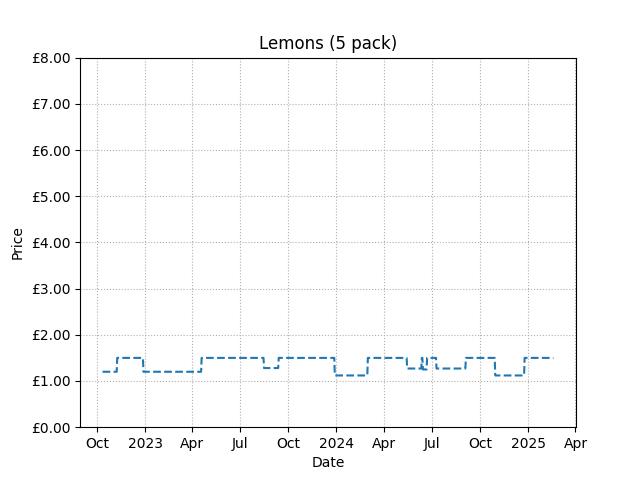 Lemons (5 pack)
£8.00
£7.00
£6.00
£5.00
£4.00
£3.00
£2.00
£1.00
£0.00
Price
Oct 2023 Apr Jul Oct 2024 Apr Jul Oct 2025 Apr
Date